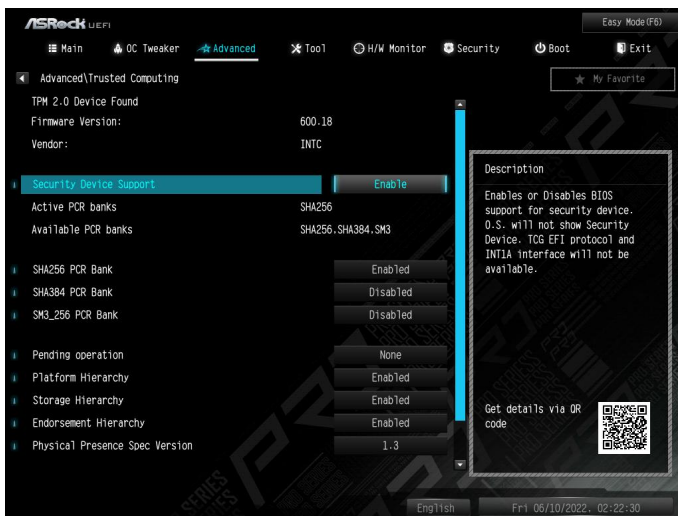 ASRock UEFI
Easy Mode(F6)
Main OC Tweaker Advanced Tool H/W Monitor Security Boot Exit
Advanced\Trusted Computing
My Favorite
TPM 2.0 Device Found
Firmware Version: 600.18
Vendor: INTC
Security Device Support Enable
Active PCR banks SHA256
Available PCR banks SHA256,SHA384,SM3
SHA256 PCR Bank Enabled
SHA384 PCR Bank Disabled
SM3_256 PCR Bank Disabled
Pending operation None
Platform Hierarchy Enabled
Storage Hierarchy Enabled
Endorsement Hierarchy Enabled
Physical Presence Spec Version 1.3
Description
Enables or Disables BIOS
support for security device.
O.S. will not show Security
Device. TCG EFI protocol and
INT1A interface will not be
available.
Get details via QR
code
SERIES
English
Fri 06/10/2022, 02:22:30